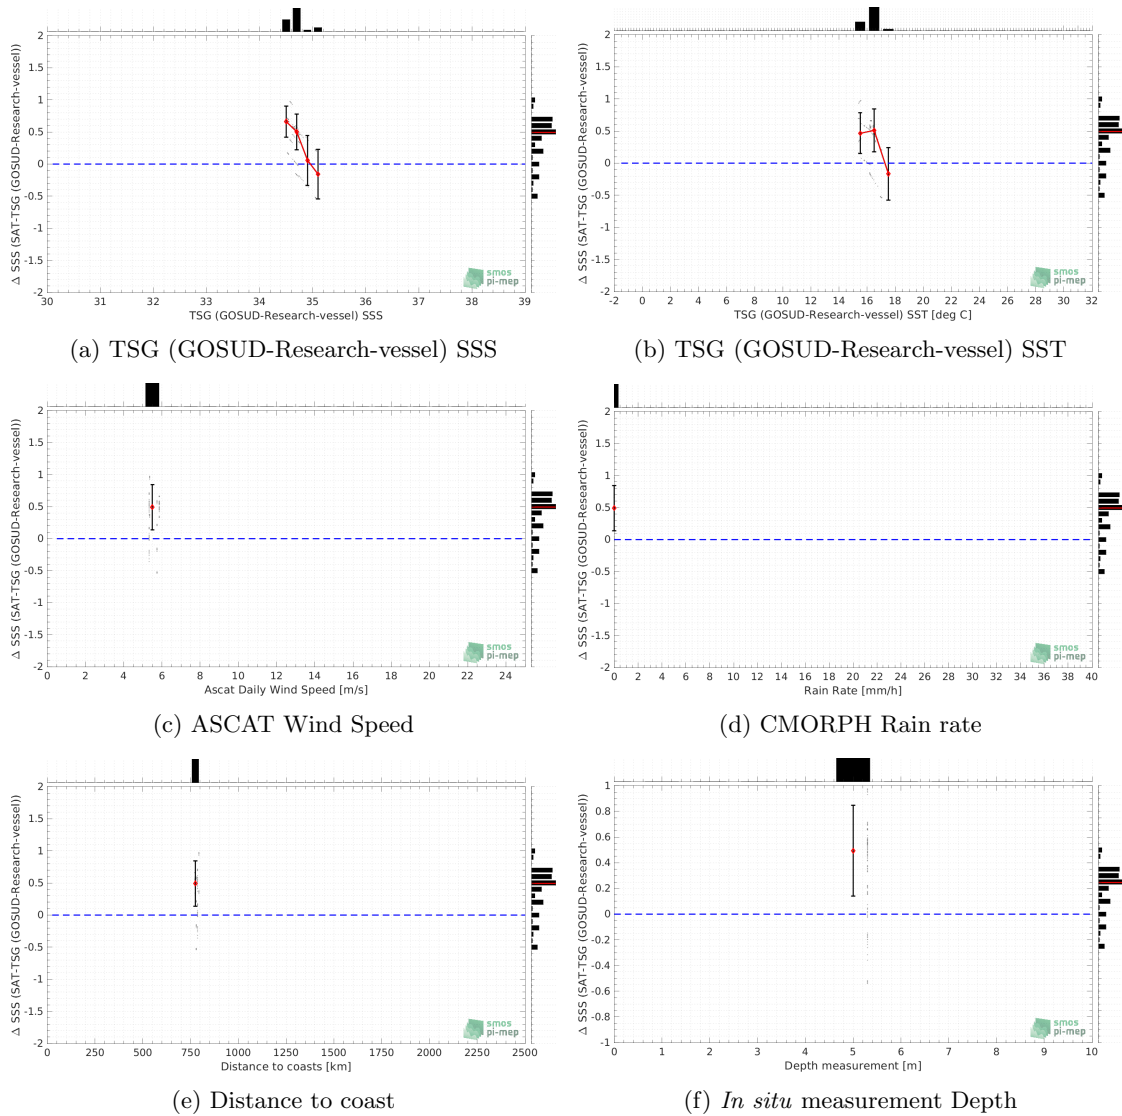 Δ SSS (SAT-TSG (GOSUD-Research-vessel))
2
1.5
1
0.5
0
-0.5
-1
-1.5
-2
30 31 32 33 34 35 36 37 38 39
TSG (GOSUD-Research-vessel) SSS
smos
pi-mep
(a) TSG (GOSUD-Research-vessel) SSS
Δ SSS (SAT-TSG (GOSUD-Research-vessel))
2
1.5
1
0.5
0
-0.5
-1
-1.5
-2
-2 0 2 4 6 8 10 12 14 16 18 20 22 24 26 28 30 32
TSG (GOSUD-Research-vessel) SST [deg C]
smos
pi-mep
(b) TSG (GOSUD-Research-vessel) SST
Δ SSS (SAT-TSG (GOSUD-Research-vessel))
2
1.5
1
0.5
0
-0.5
-1
-1.5
-2
0 2 4 6 8 10 12 14 16 18 20 22 24
Ascat Daily Wind Speed [m/s]
smos
pi-mep
(c) ASCAT Wind Speed
Δ SSS (SAT-TSG (GOSUD-Research-vessel))
2
1.5
1
0.5
0
-0.5
-1
-1.5
-2
0 2 4 6 8 10 12 14 16 18 20 22 24 26 28 30 32 34 36 38 40
Rain Rate [mm/h]
smos
pi-mep
(d) CMORPH Rain rate
Δ SSS (SAT-TSG (GOSUD-Research-vessel))
2
1.5
1
0.5
0
-0.5
-1
-1.5
-2
0 250 500 750 1000 1250 1500 1750 2000 2250 2500
Distance to coasts [km]
smos
pi-mep
(e) Distance to coast
Δ SSS (SAT-TSG (GOSUD-Research-vessel))
1
0.8
0.6
0.4
0.2
0
-0.2
-0.4
-0.6
-0.8
-1
0 1 2 3 4 5 6 7 8 9 10
Depth measurement [m]
smos
pi-mep
(f) In situ measurement Depth